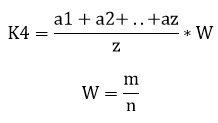 K4 = (a1 + a2+ . . +az)/z ∗ W
W = m/n